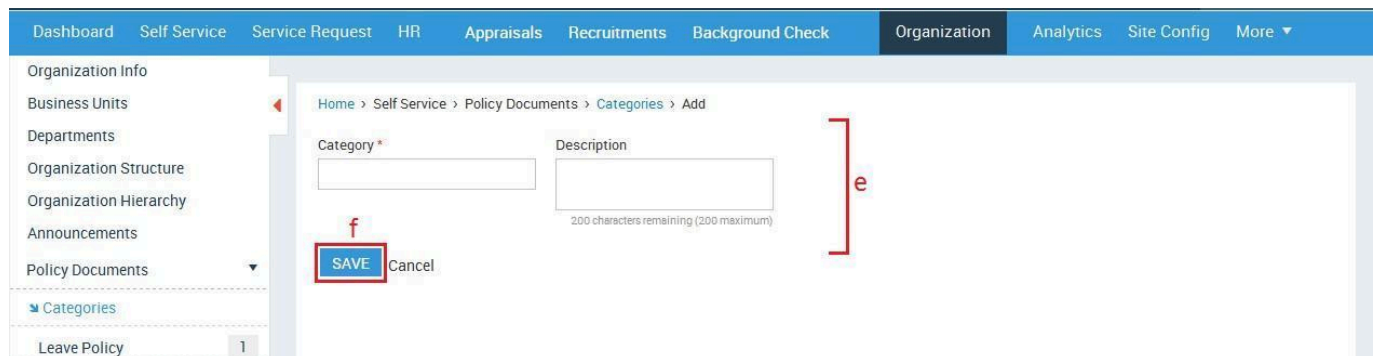 Dashboard Self Service Service Request HR Appraisals Recruitments Background Check Organization Analytics Site Config More ▼
Organization Info
Business Units
Departments
Organization Structure
Organization Hierarchy
Announcements
Policy Documents ▼
Categories
Leave Policy 1
Home › Self Service › Policy Documents › Categories › Add
Category * Description
200 characters remaining (200 maximum)
e
f
SAVE Cancel